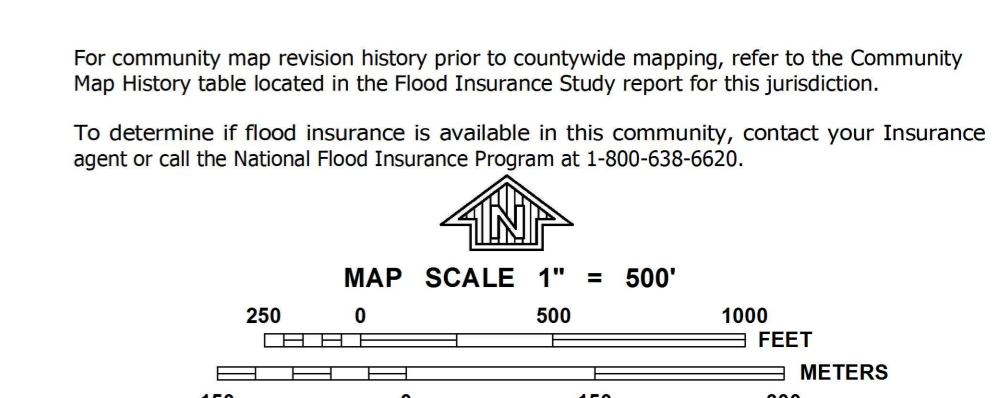 For community map revision history prior to countywide mapping, refer to the Community
Map History table located in the Flood Insurance Study report for this jurisdiction.
To determine if flood insurance is available in this community, contact your Insurance
agent or call the National Flood Insurance Program at 1-800-638-6620.
N
MAP SCALE 1" = 500'
250 0 500 1000
FEET
METERS